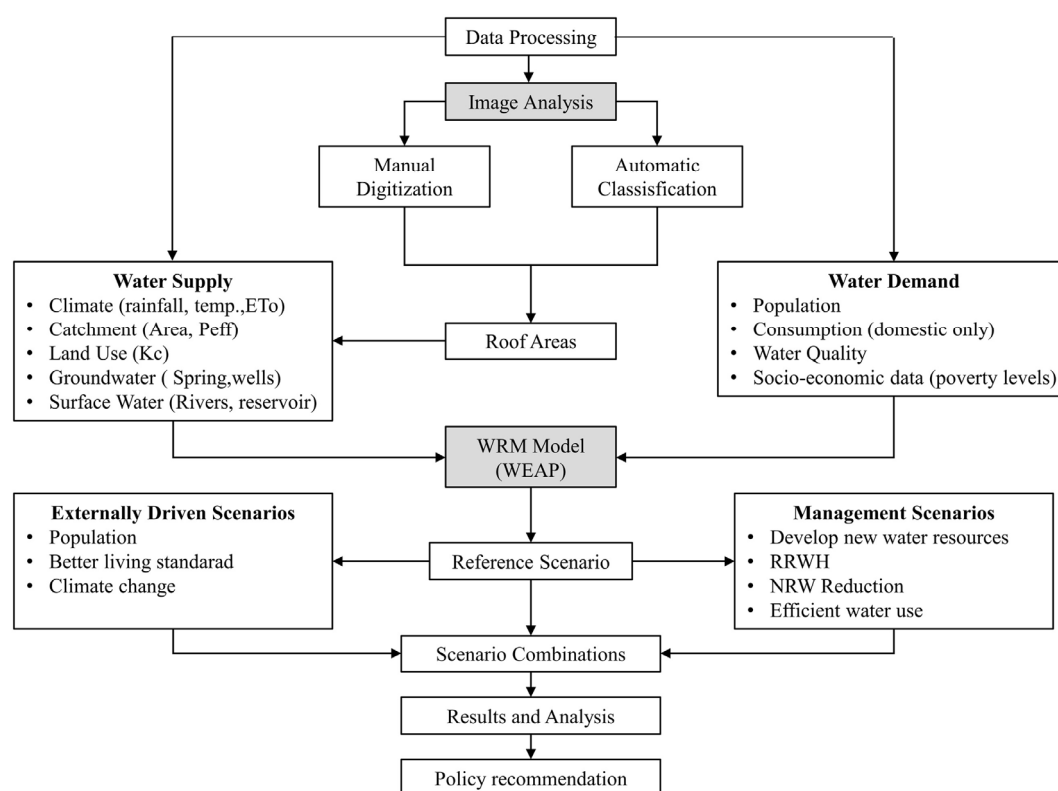 Data Processing
Image Analysis
Manual
Digitization
Automatic
Classisfication
Water Supply
• Climate (rainfall, temp.,ETo)
• Catchment (Area, Peff)
• Land Use (Kc)
• Groundwater ( Spring,wells)
• Surface Water (Rivers, reservoir)
Roof Areas
Water Demand
• Population
• Consumption (domestic only)
• Water Quality
• Socio-economic data (poverty levels)
WRM Model
(WEAP)
Externally Driven Scenarios
• Population
• Better living standarad
• Climate change
Reference Scenario
Management Scenarios
• Develop new water resources
• RRWH
• NRW Reduction
• Efficient water use
Scenario Combinations
Results and Analysis
Policy recommendation